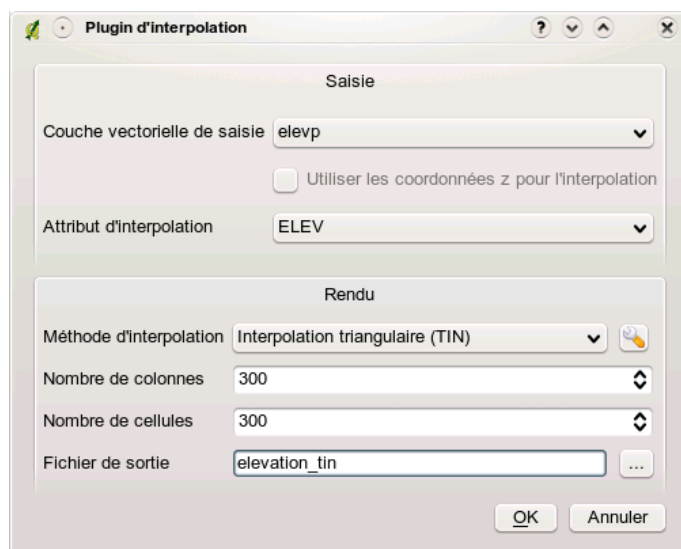 Plugin d'interpolation
Saisie
Couche vectorielle de saisie elevp
Utiliser les coordonnées z pour l'interpolation
Attribut d'interpolation ELEV
Rendu
Méthode d'interpolation Interpolation triangulaire (TIN)
Nombre de colonnes 300
Nombre de cellules 300
Fichier de sortie elevation_tin ...
OK Annuler